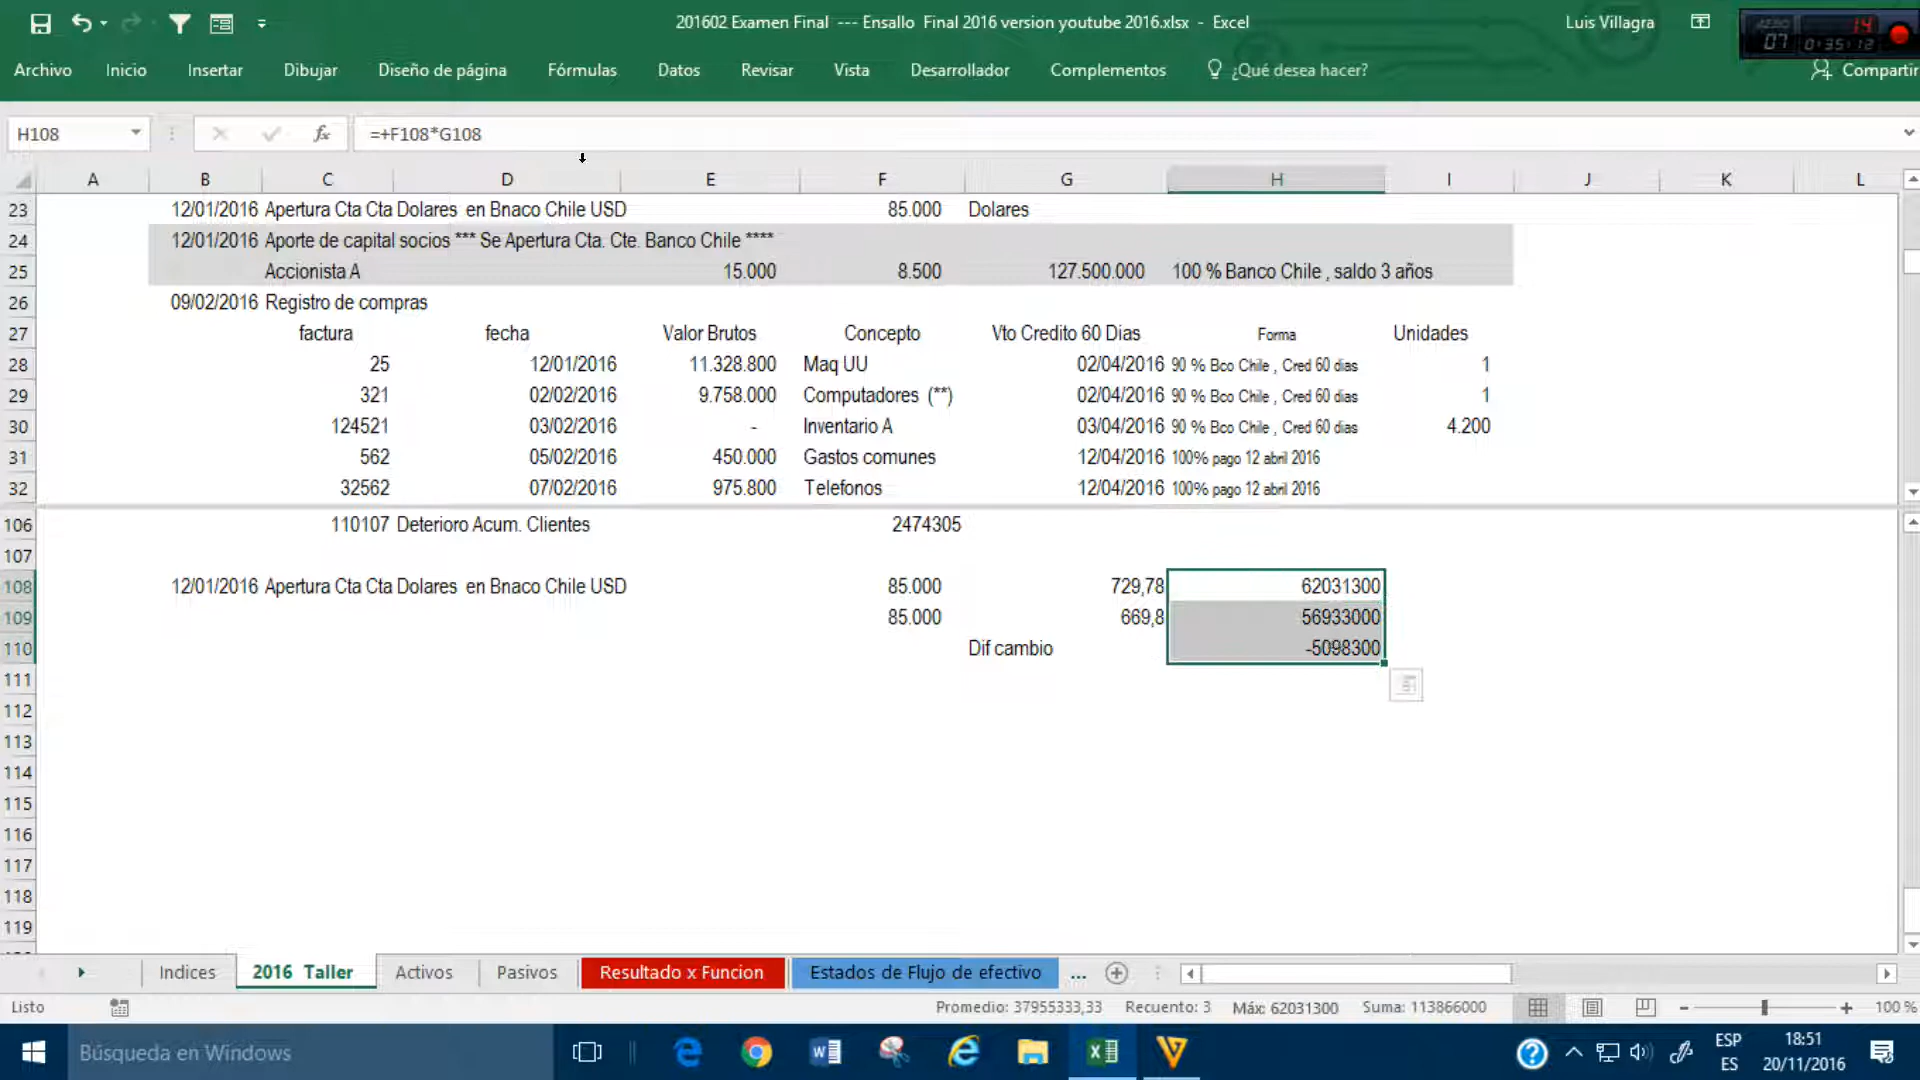 201602 Examen Final --- Ensallo Final 2016 version youtube 2016.xlsx - Excel
Luis Villagra
14
07 0:35:12
Archivo Inicio Insertar Dibujar Diseño de página Fórmulas Datos Revisar Vista Desarrollador Complementos ¿Qué desea hacer? Compartir
H108 fx =+F108*G108
A B C D E F G H I J K L
23 12/01/2016 Apertura Cta Cta Dolares en Bnaco Chile USD 85.000 Dolares
24 12/01/2016 Aporte de capital socios *** Se Apertura Cta. Cte. Banco Chile ****
25 Accionista A 15.000 8.500 127.500.000 100 % Banco Chile , saldo 3 años
26 09/02/2016 Registro de compras
27 factura fecha Valor Brutos Concepto Vto Credito 60 Dias Forma Unidades
28 25 12/01/2016 11.328.800 Maq UU 02/04/2016 90 % Bco Chile , Cred 60 dias 1
29 321 02/02/2016 9.758.000 Computadores (**) 02/04/2016 90 % Bco Chile , Cred 60 dias 1
30 124521 03/02/2016 - Inventario A 03/04/2016 90 % Bco Chile , Cred 60 dias 4.200
31 562 05/02/2016 450.000 Gastos comunes 12/04/2016 100% pago 12 abril 2016
32 32562 07/02/2016 975.800 Telefonos 12/04/2016 100% pago 12 abril 2016
106 110107 Deterioro Acum. Clientes 2474305
107
108 12/01/2016 Apertura Cta Cta Dolares en Bnaco Chile USD 85.000 729,78 62031300
109 85.000 669,8 56933000
110 Dif cambio -5098300
111
112
113
114
115
116
117
118
119
Indices 2016 Taller Activos Pasivos Resultado x Funcion Estados de Flujo de efectivo ...
Listo Promedio: 37955333,33 Recuento: 3 Máx: 62031300 Suma: 113866000 100 %
Búsqueda en Windows
ESP 18:51
ES 20/11/2016